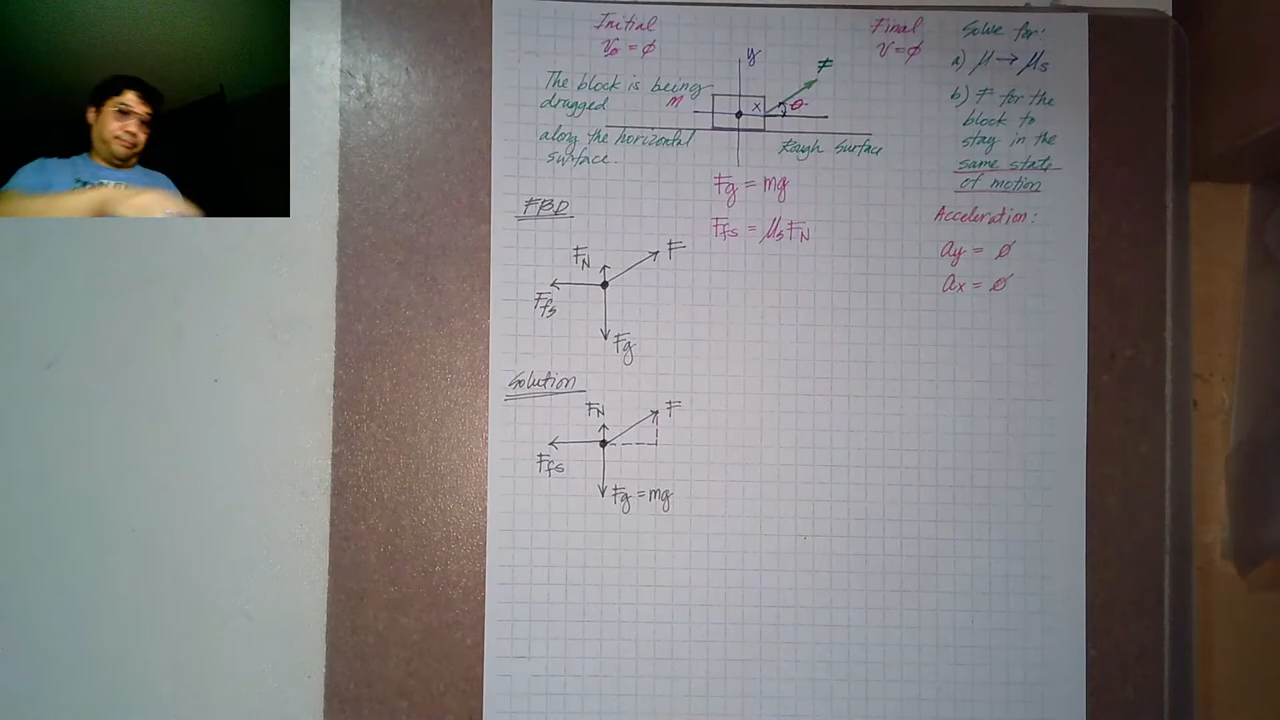 Initial
v₀ = ϕ
Final
v = ϕ
Solve for:
a) μ → μs
b) F for the
block to
stay in the
same state
of motion
The block is being
dragged
along the horizontal
surface.
m
y
x
F
θ
Rough Surface
Fg = mg
Ffs = μs FN
Acceleration:
ay = ϕ
ax = ϕ
FBD
FN
F
Ffs
Fg
Solution
FN
F
Ffs
Fg = mg